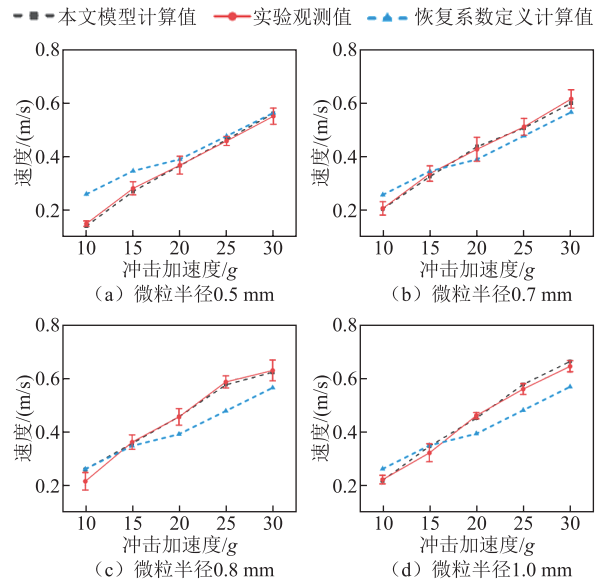 本文模型计算值 实验观测值 恢复系数定义计算值
0.8 0.8
0.6 0.6
0.4 0.4
0.2 0.2
速度/(m/s) 速度/(m/s)
10 15 20 25 30 10 15 20 25 30
冲击加速度/g 冲击加速度/g
（a）微粒半径0.5 mm （b）微粒半径0.7 mm
0.8 0.8
0.6 0.6
0.4 0.4
0.2 0.2
速度/(m/s) 速度/(m/s)
10 15 20 25 30 10 15 20 25 30
冲击加速度/g 冲击加速度/g
（c）微粒半径0.8 mm （d）微粒半径1.0 mm